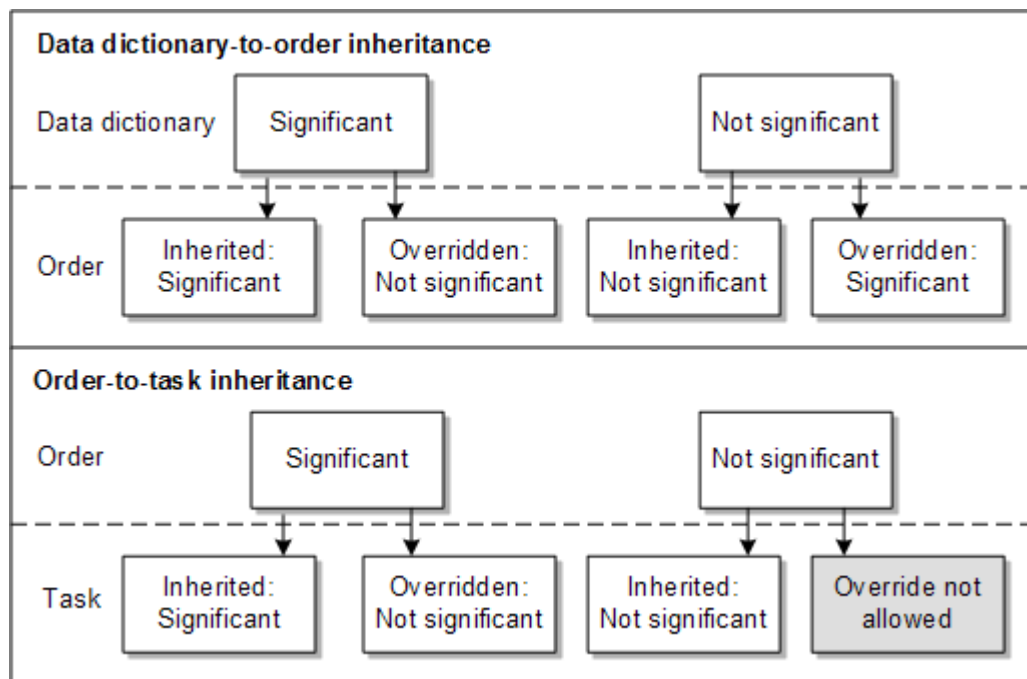 Data dictionary-to-order inheritance
Data dictionary
Significant
Not significant
Order
Inherited:
Significant
Overridden:
Not significant
Inherited:
Not significant
Overridden:
Significant
Order-to-task inheritance
Order
Significant
Not significant
Task
Inherited:
Significant
Overridden:
Not significant
Inherited:
Not significant
Override not
allowed